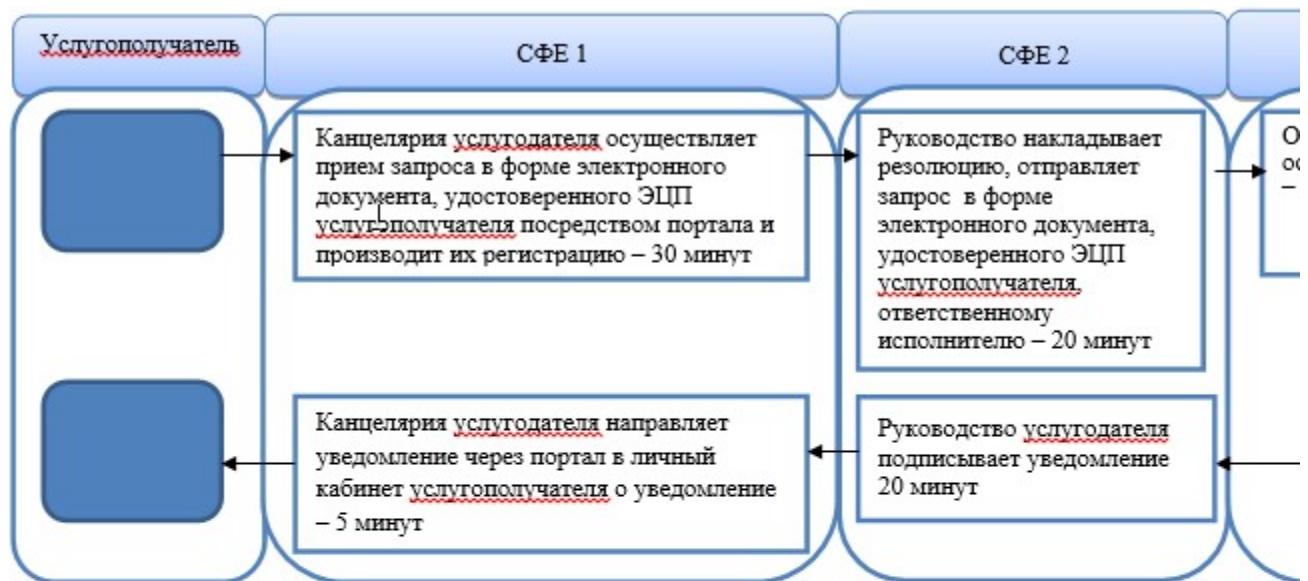 Услугополучатель
СФЕ 1
СФЕ 2
Канцелярия услугодателя осуществляет
прием запроса в форме электронного
документа, удостоверенного ЭЦП
услугополучателя посредством портала и
производит их регистрацию – 30 минут
Руководство накладывает
резолюцию, отправляет
запрос в форме
электронного документа,
удостоверенного ЭЦП
услугополучателя,
ответственному
исполнителю – 20 минут
Канцелярия услугодателя направляет
уведомление через портал в личный
кабинет услугополучателя о уведомление
– 5 минут
Руководство услугодателя
подписывает уведомление
20 минут